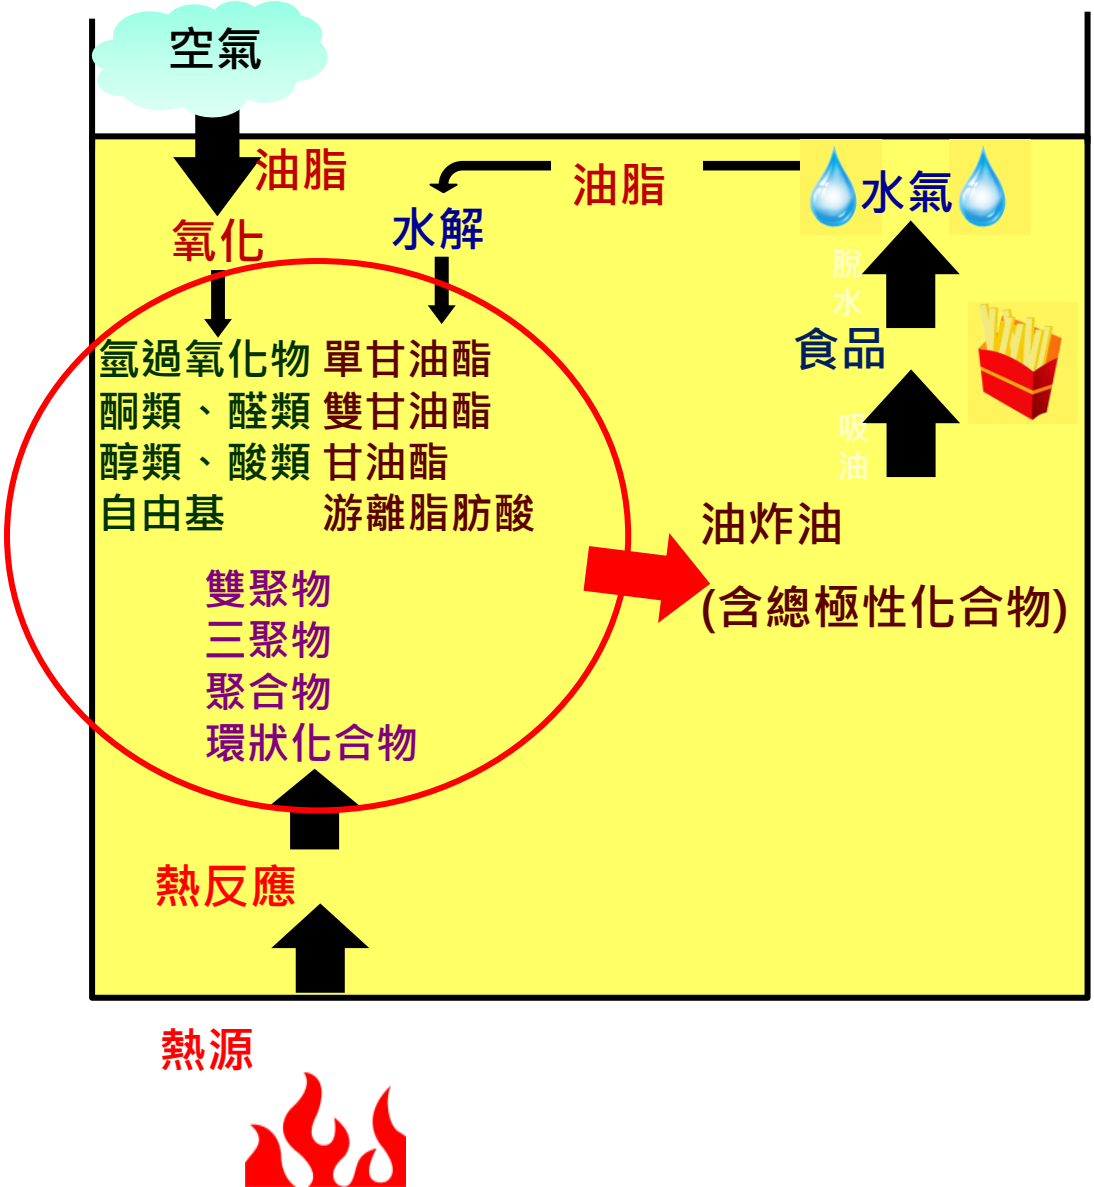 空氣
油脂
油脂
水氣
氧化
水解
脫
水
食品
氫過氧化物
酮類、醛類
醇類、酸類
自由基
單甘油酯
雙甘油酯
甘油酯
游離脂肪酸
吸
油
油炸油
(含總極性化合物)
雙聚物
三聚物
聚合物
環狀化合物
熱反應
熱源